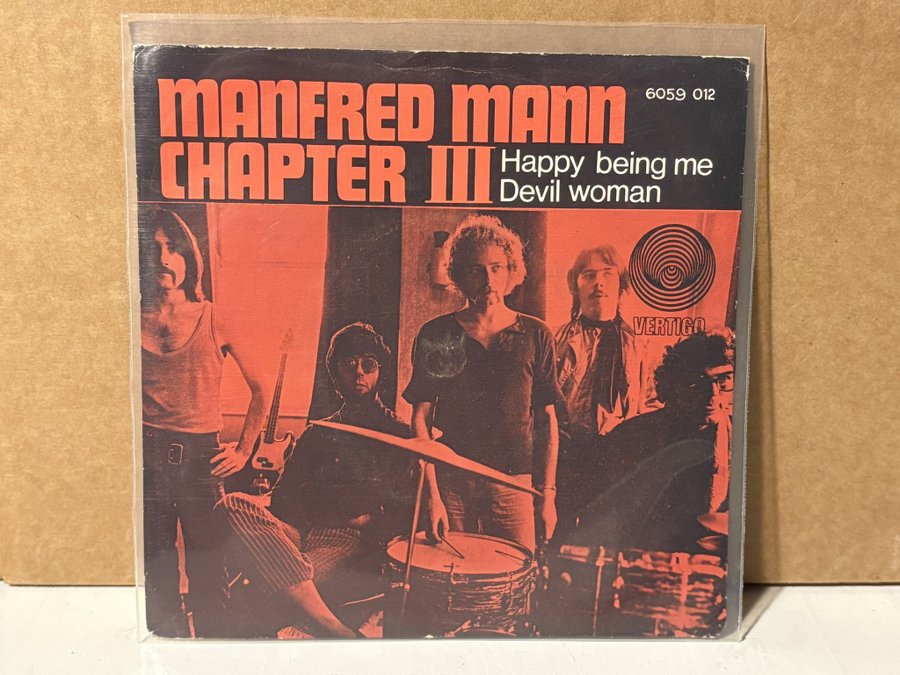 MANFRED MANN
6059 012
CHAPTER III
Happy being me
Devil woman
VERTIGO